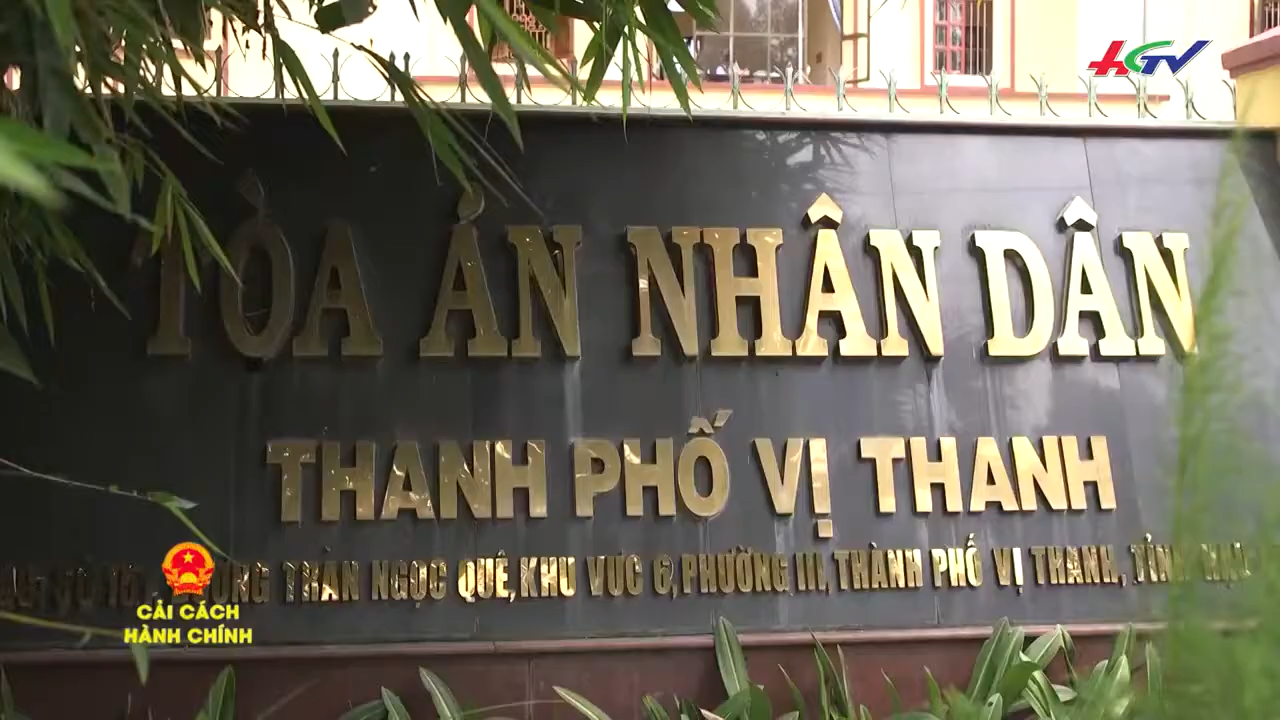 HGTV
TÒA ÁN NHÂN DÂN
THÀNH PHỐ VỊ THANH
TRẦN NGỌC QUẾ, KHU VỰC 6, PHƯỜNG III, THÀNH PHỐ VỊ THANH, TỈNH
CẢI CÁCH
HÀNH CHÍNH